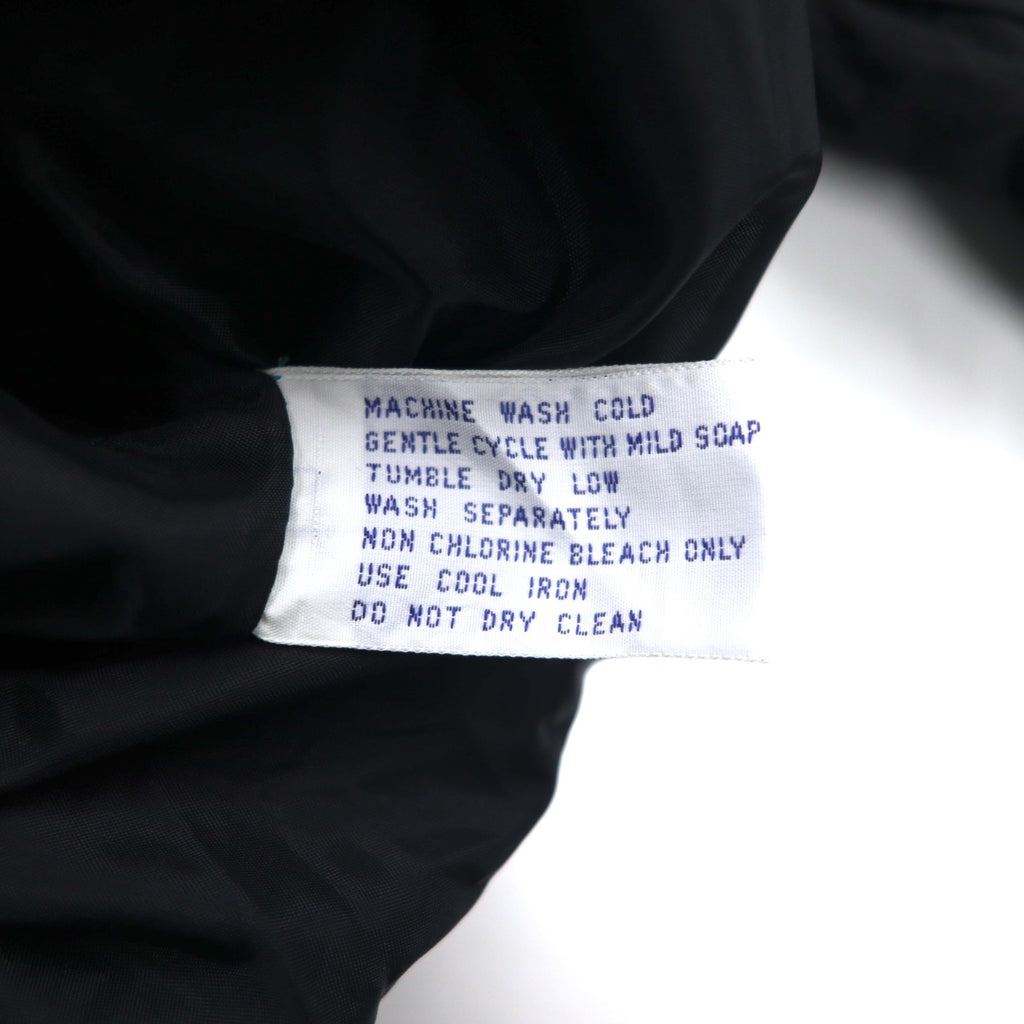 MACHINE WASH COLD
GENTLE CYCLE WITH MILD SOAP
TUMBLE DRY LOW
WASH SEPARATELY
NON CHLORINE BLEACH ONLY
USE COOL IRON
DO NOT DRY CLEAN